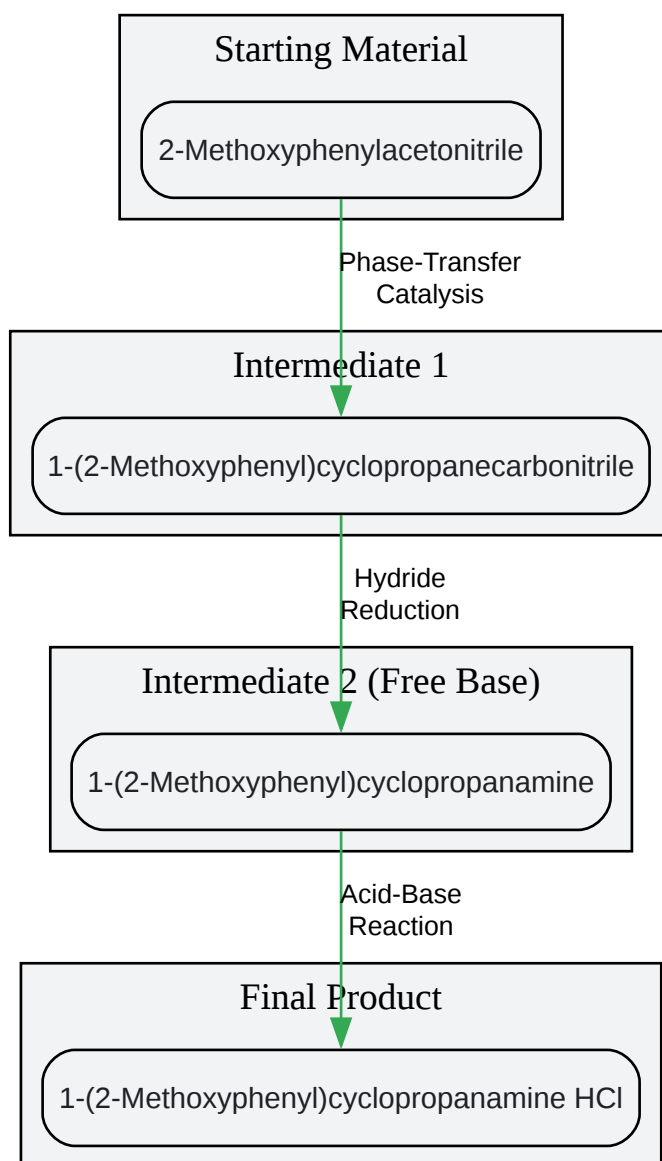 Starting Material
2-Methoxyphenylacetonitrile
Phase-Transfer
Catalysis
Intermediate 1
1-(2-Methoxyphenyl)cyclopropanecarbonitrile
Hydride
Reduction
Intermediate 2 (Free Base)
1-(2-Methoxyphenyl)cyclopropanamine
Acid-Base
Reaction
Final Product
1-(2-Methoxyphenyl)cyclopropanamine HCl